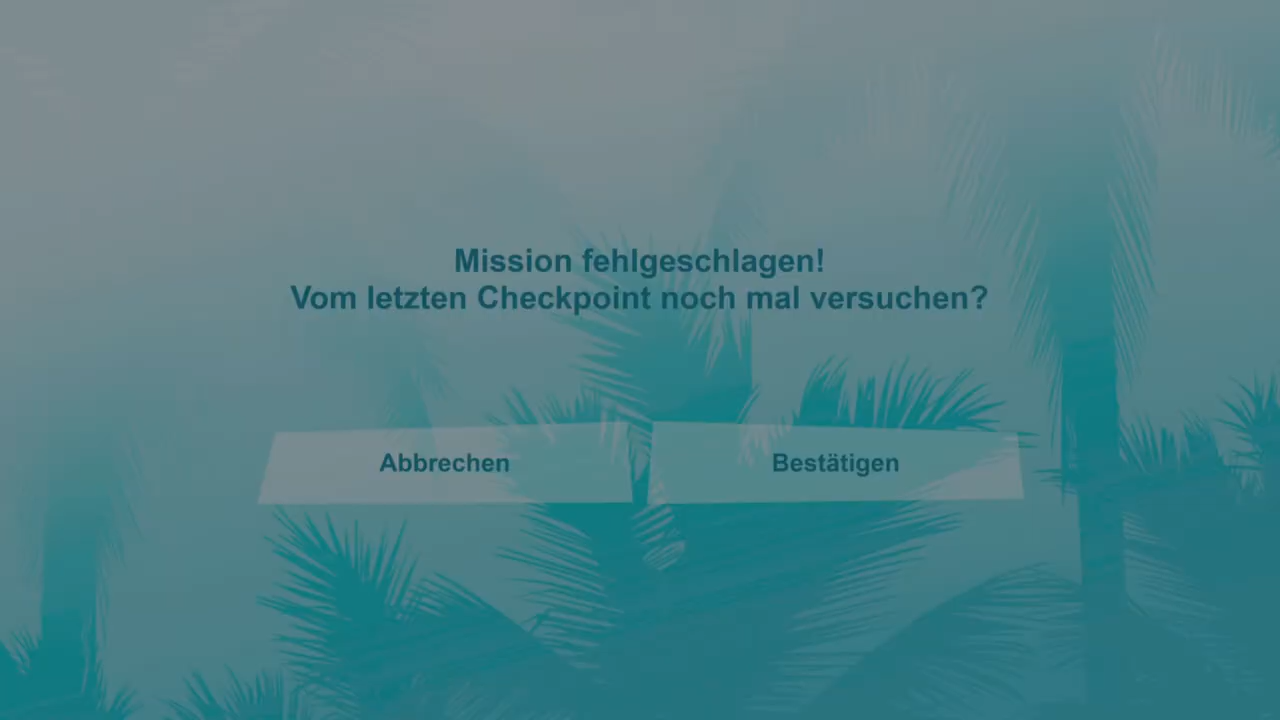 Mission fehlgeschlagen!
Vom letzten Checkpoint noch mal versuchen?
Abbrechen
Bestätigen